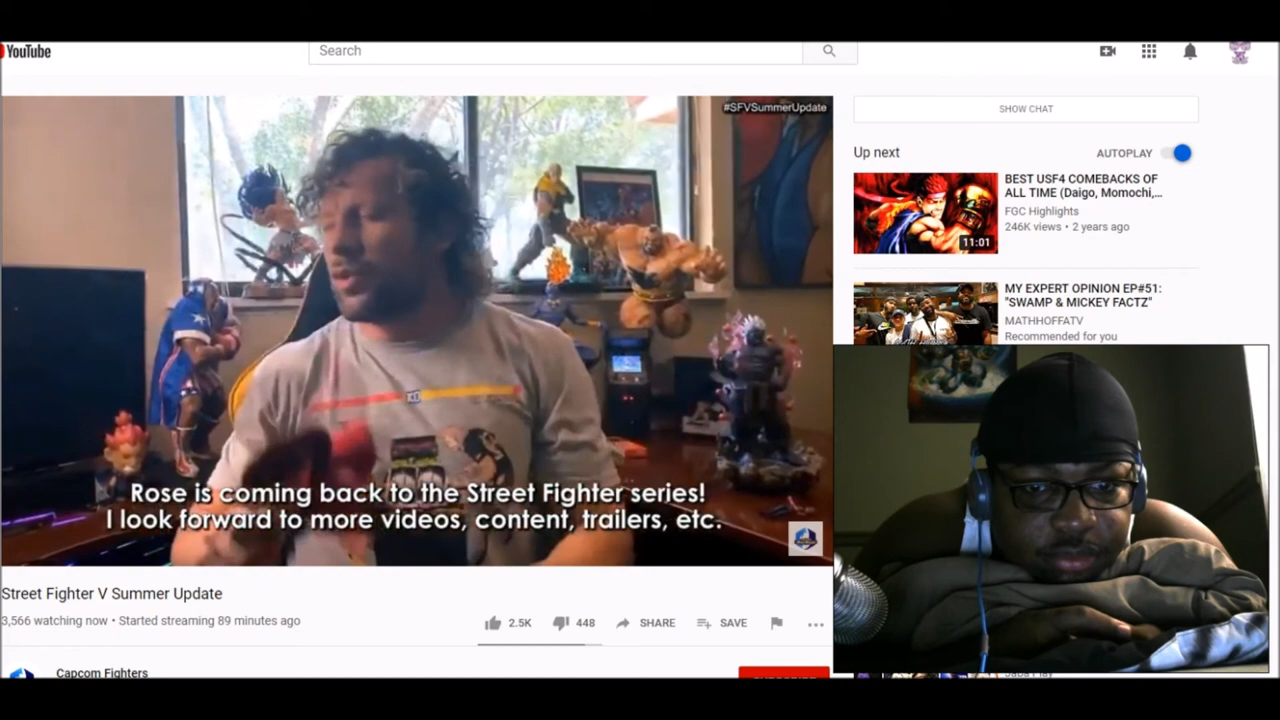 YouTube
Search
#SFVSummerUpdate
Rose is coming back to the Street Fighter series!
I look forward to more videos, content, trailers, etc.
Street Fighter V Summer Update
3,566 watching now • Started streaming 89 minutes ago
2.5K
448
SHARE
SAVE
Capcom Fighters
SHOW CHAT
Up next
AUTOPLAY
11:01
BEST USF4 COMEBACKS OF
ALL TIME (Daigo, Momochi,...
FGC Highlights
246K views • 2 years ago
MY EXPERT OPINION EP#51:
"SWAMP & MICKEY FACTZ"
MATHHOFFATV
Recommended for you